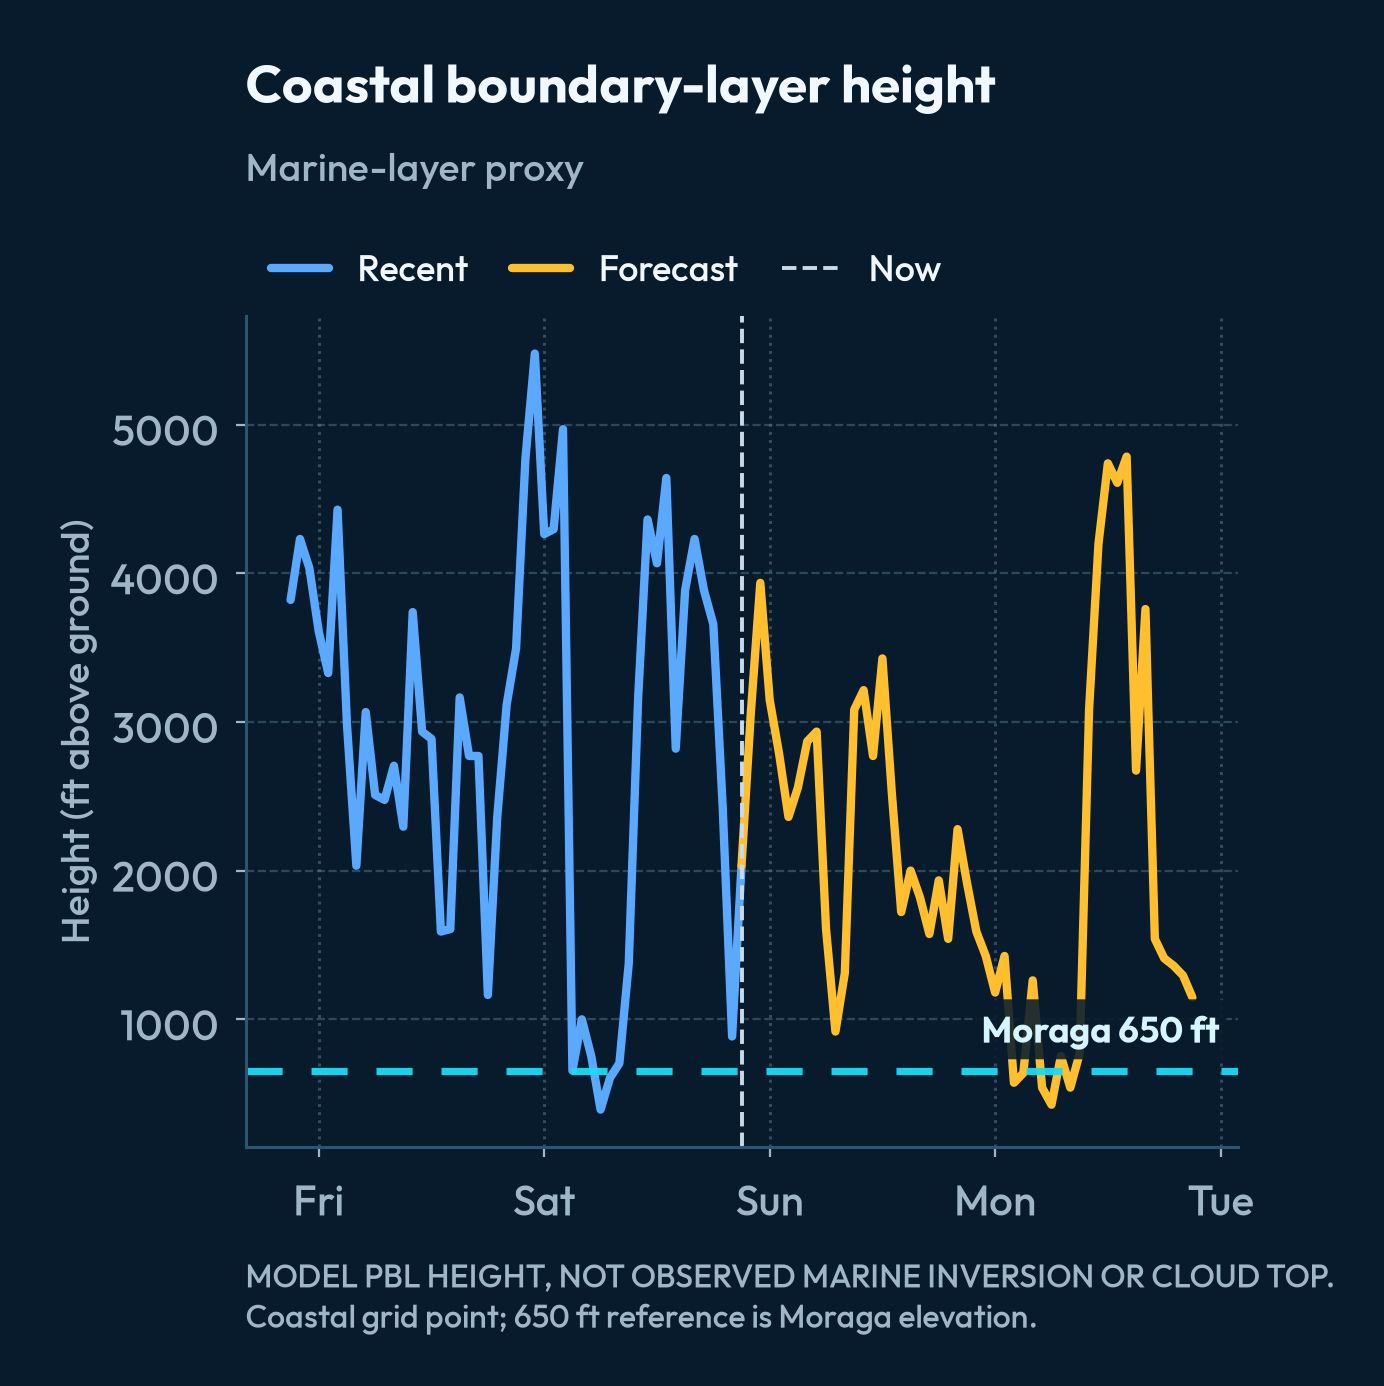 Coastal boundary-layer height
Marine-layer proxy
Recent Forecast Now
Height (ft above ground)
5000
4000
3000
2000
1000
Moraga 650 ft
Fri Sat Sun Mon Tue
MODEL PBL HEIGHT, NOT OBSERVED MARINE INVERSION OR CLOUD TOP.
Coastal grid point; 650 ft reference is Moraga elevation.